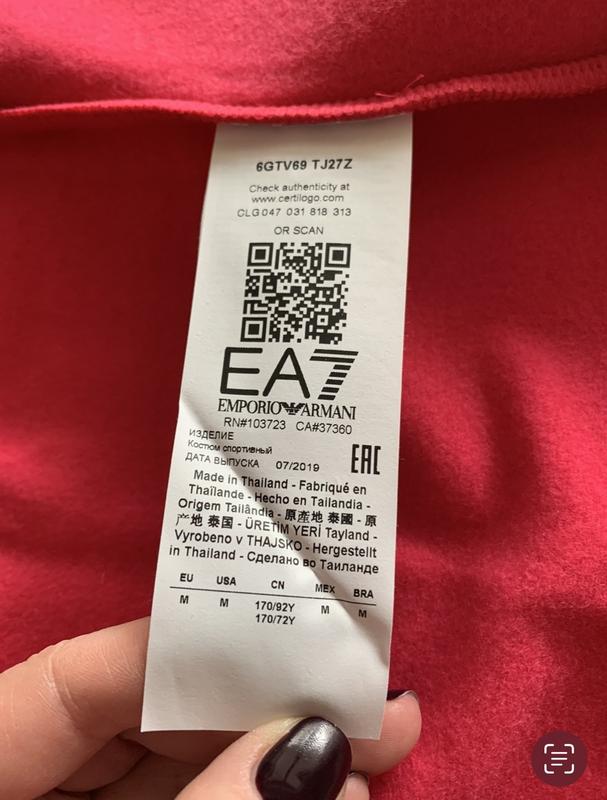 6GTV69 TJ27Z
Check authenticity at
www.certilogo.com
CLG047 031 818 313
OR SCAN
EA7
EMPORIO ARMANI
RN#103723 CA#37360
ИЗДЕЛИЕ
Костюм спортивный
ДАТА ВЫПУСКА 07/2019
EAC
Made in Thailand - Fabriqué en
Thaïlande - Hecho en Tailandia -
Origem Tailândia - 原產地 泰國 - 原
产地 泰国 - ÜRETİM YERİ Tayland -
Vyrobeno v THAJSKO - Hergestellt
in Thailand - Сделано во Таиланде
EU USA CN MEX BRA
M M 170/92Y M M
170/72Y